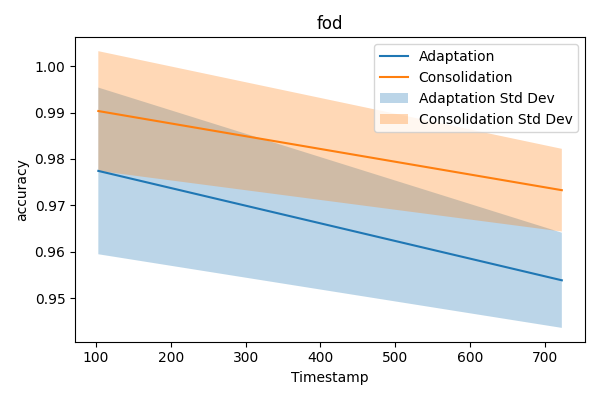 fod
Adaptation
Consolidation
Adaptation Std Dev
Consolidation Std Dev
accuracy
1.00
0.99
0.98
0.97
0.96
0.95
100 200 300 400 500 600 700
Timestamp